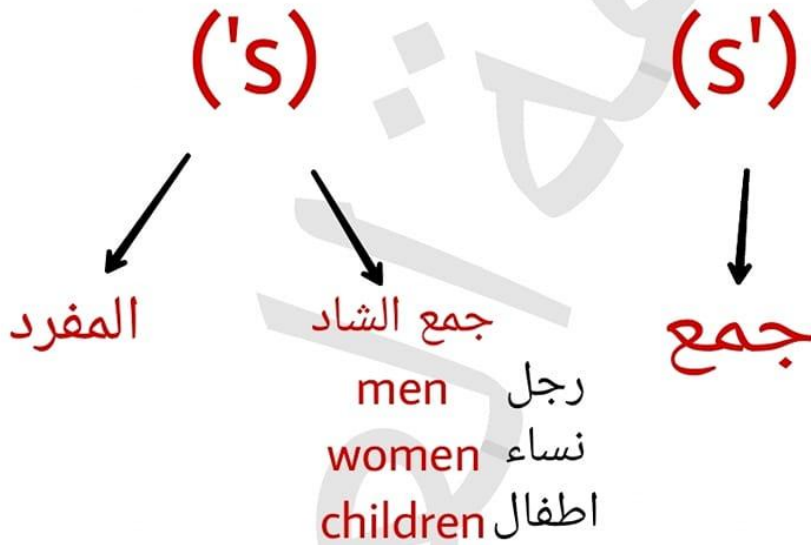 ('s) (s')
المفرد جمع الشاد جمع
men رجل
women نساء
children اطفال